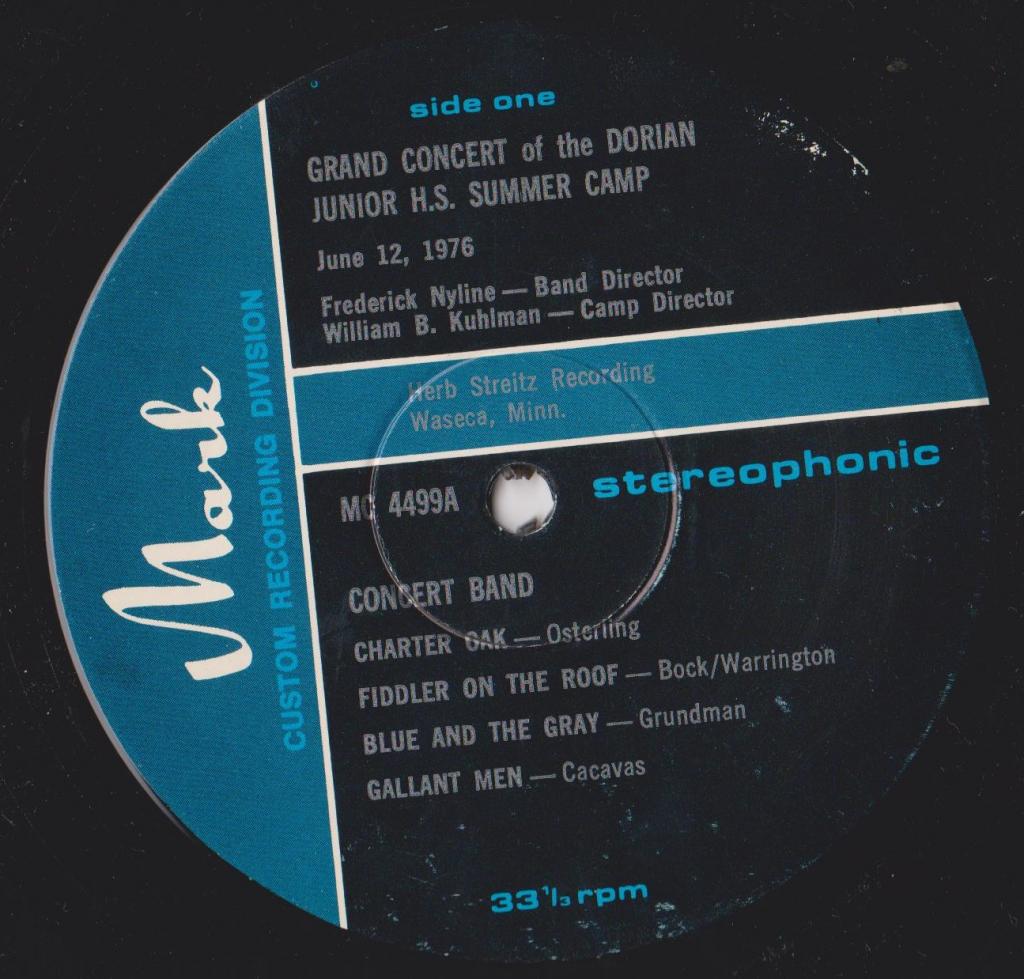 side one
GRAND CONCERT of the DORIAN
JUNIOR H.S. SUMMER CAMP
June 12, 1976
Frederick Nyline — Band Director
William B. Kuhlman — Camp Director
Herb Streitz Recording
Waseca, Minn.
stereophonic
MC 4499A
CONCERT BAND
CHARTER OAK — Osterling
FIDDLER ON THE ROOF — Bock/Warrington
BLUE AND THE GRAY — Grundman
GALLANT MEN — Cacavas
33 1/3 rpm
Mark
CUSTOM RECORDING DIVISION